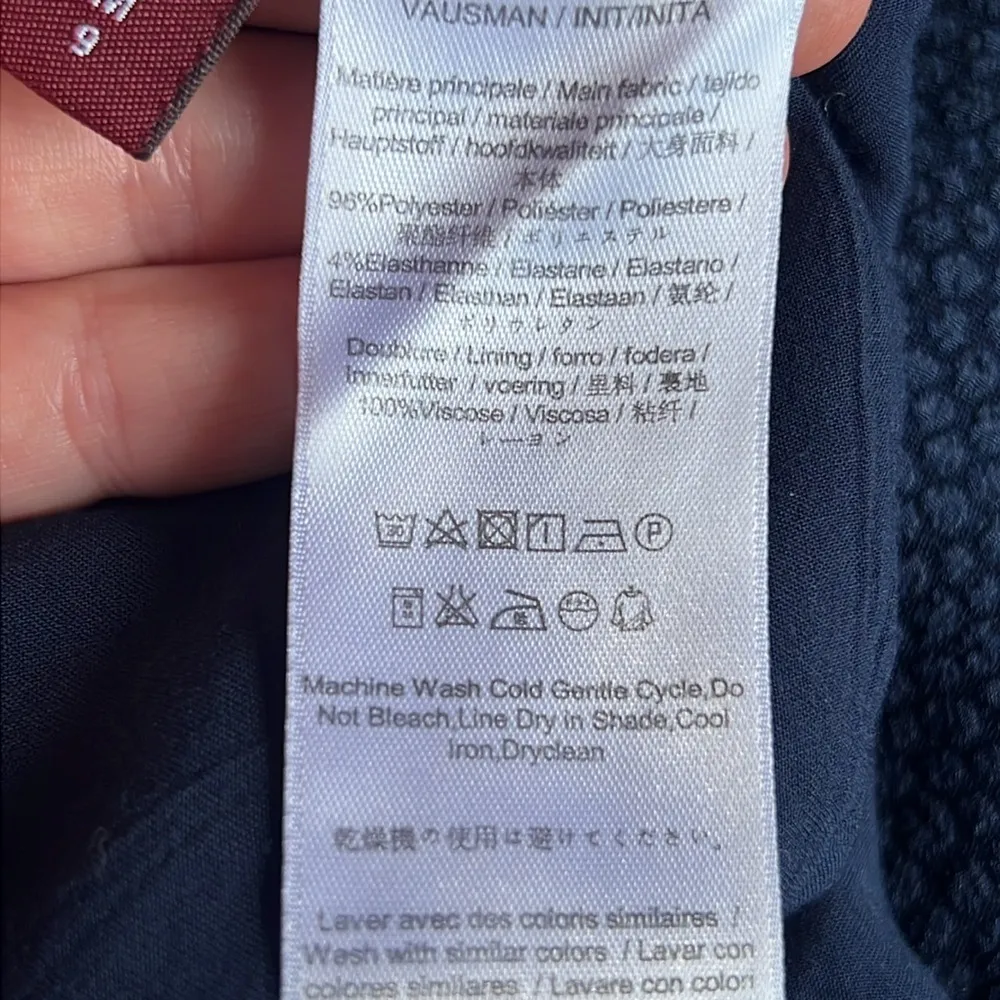 VAUSMAN / INIT/INITA
Matière principale / Main fabric / tejido
principal / materiale principale /
Hauptstoff / hoofdkwaliteit / 大身面料 /
本体
96%Polyester / Poliéster / Poliestere /
聚酯纤维 / ポリエステル
4%Elasthanne / Elastane / Elastano /
Elastan / Elasthan / Elastaan / 氨纶 /
ポリウレタン
Doublure / Lining / forro / fodera /
Innenfutter / voering / 里料 / 裏地
100%Viscose / Viscosa / 粘纤 /
レーヨン
30 P
Machine Wash Cold Gentle Cycle,Do
Not Bleach,Line Dry in Shade,Cool
Iron,Dryclean
乾燥機の使用は避けてください。
Laver avec des coloris similaires /
Wash with similar colors / Lavar con
colores similares / Lavare con colori